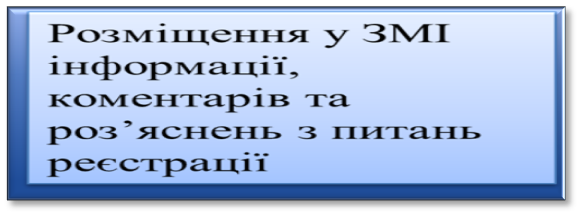 Розміщення у ЗМІ
інформації,
коментарів та
роз’яснень з питань
реєстрації